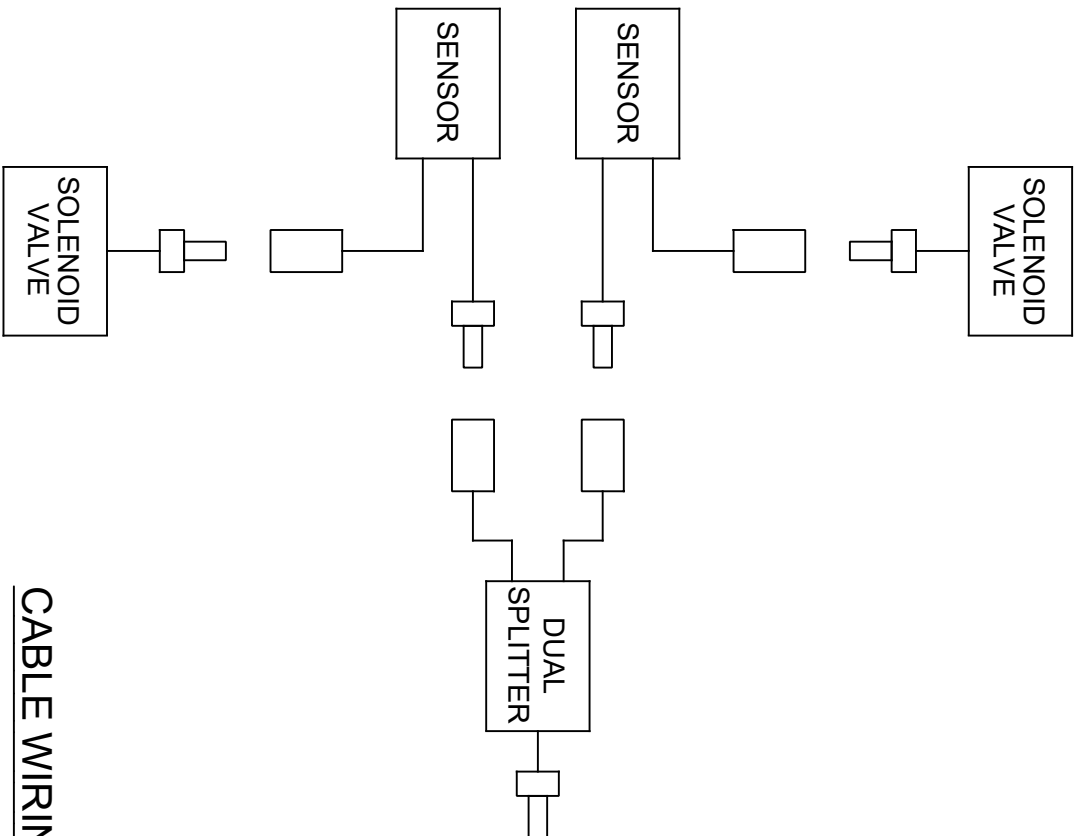 SOLENOID
VALVE
SENSOR
SENSOR
SOLENOID
VALVE
DUAL
SPLITTER
CABLE WIRIN